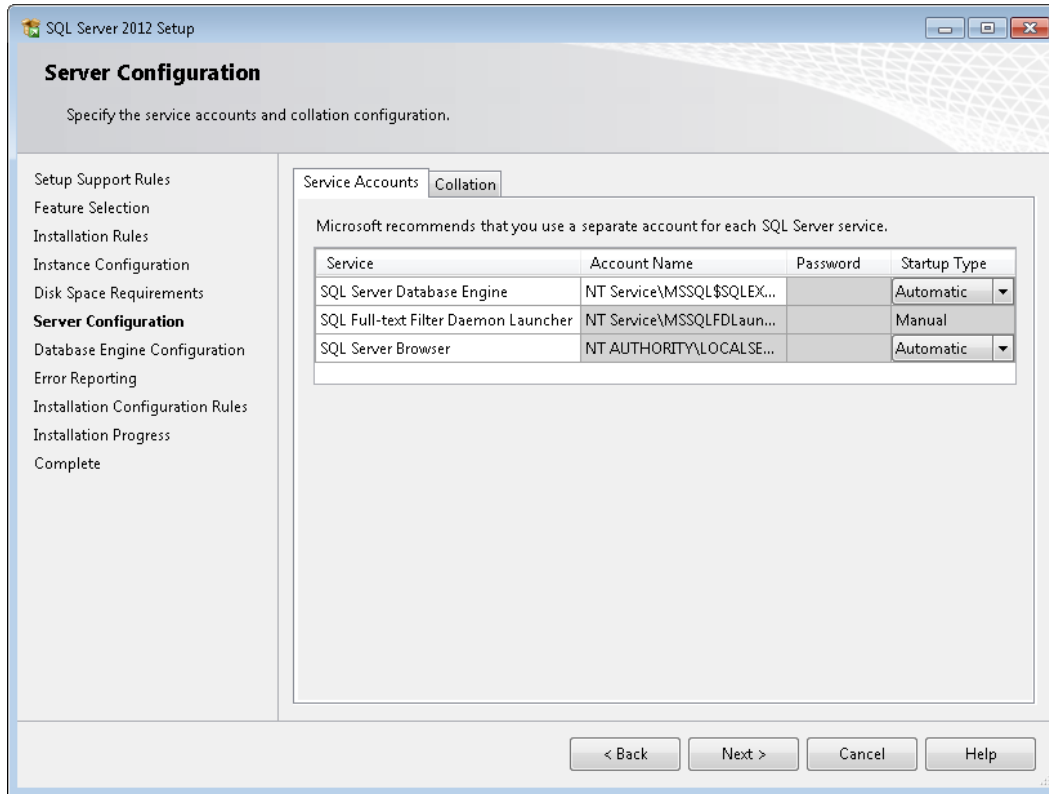 SQL Server 2012 Setup
Server Configuration
Specify the service accounts and collation configuration.
Setup Support Rules
Feature Selection
Installation Rules
Instance Configuration
Disk Space Requirements
Server Configuration
Database Engine Configuration
Error Reporting
Installation Configuration Rules
Installation Progress
Complete
Service Accounts Collation
Microsoft recommends that you use a separate account for each SQL Server service.
Service Account Name Password Startup Type
SQL Server Database Engine NT Service\MSSQL$SQLEX... Automatic
SQL Full-text Filter Daemon Launcher NT Service\MSSQLFDLaun... Manual
SQL Server Browser NT AUTHORITY\LOCALSE... Automatic
< Back Next > Cancel Help